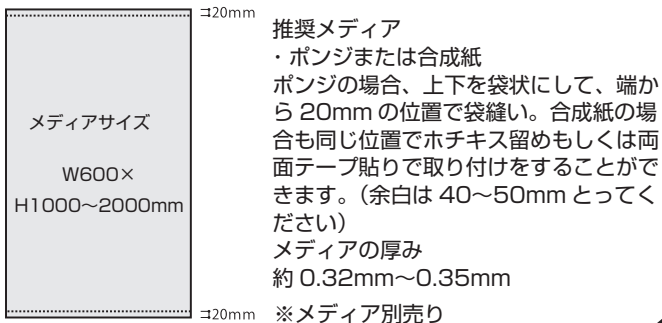 ⇉20mm
メディアサイズ
W600×
H1000〜2000mm
⇉20mm
推奨メディア
・ポンジまたは合成紙
ポンジの場合、上下を袋状にして、端か
ら 20mm の位置で袋縫い。合成紙の場
合も同じ位置でホチキス留めもしくは両
面テープ貼りで取り付けをすることがで
きます。（余白は 40〜50mm とってく
ださい）
メディアの厚み
約 0.32mm〜0.35mm
※メディア別売り